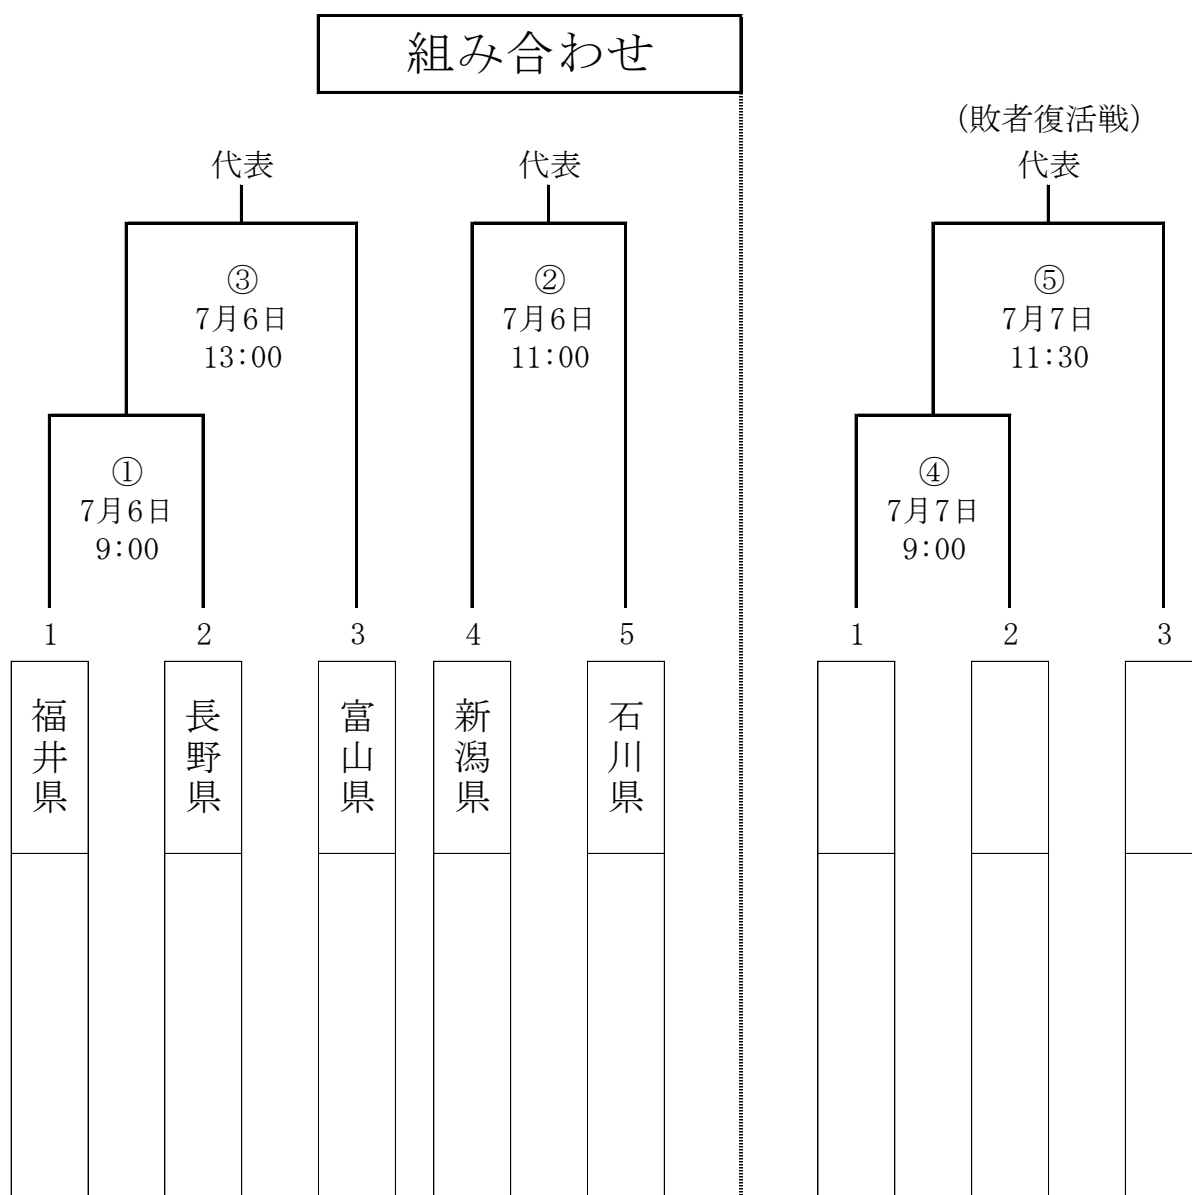 組み合わせ
(敗者復活戦)
代表
代表
代表
③
7月6日
13:00
②
7月6日
11:00
⑤
7月7日
11:30
①
7月6日
9:00
④
7月7日
9:00
1
2
3
4
5
1
2
3
福井県
長野県
富山県
新潟県
石川県